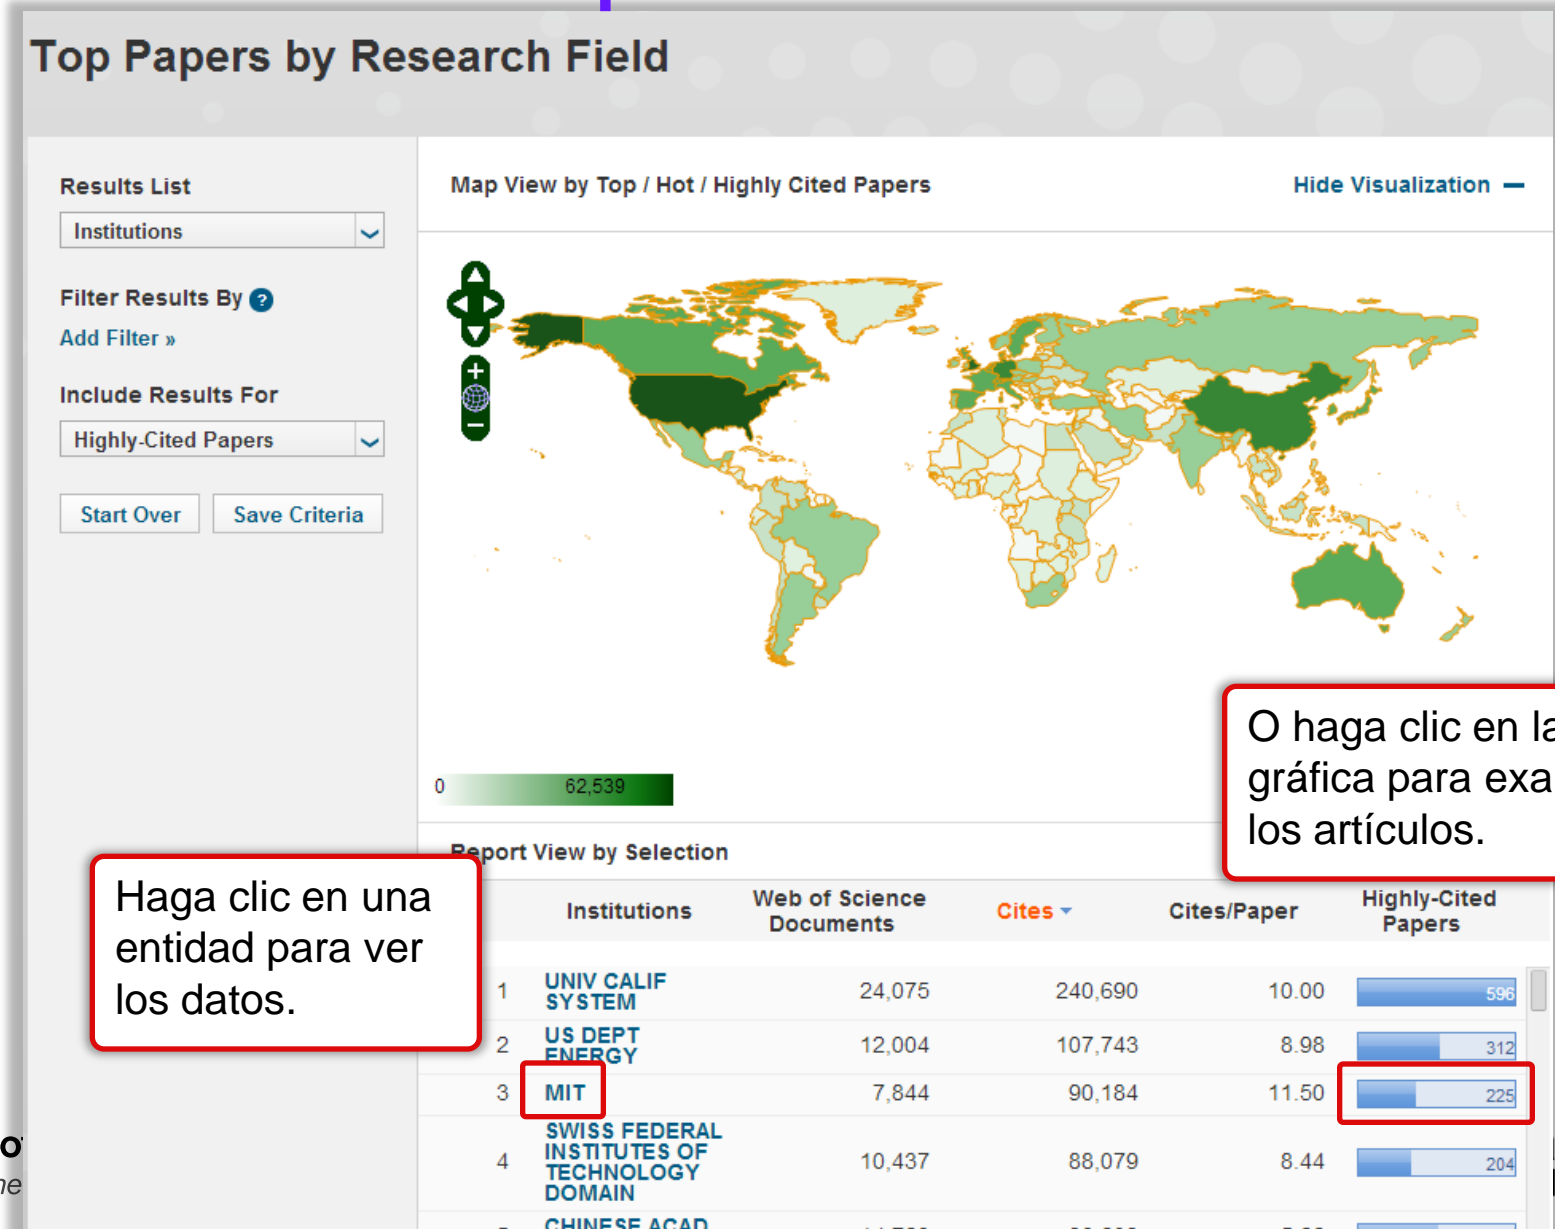 Top Papers by Research Field
Results List
Institutions
Filter Results By ?
Add Filter »
Include Results For
Highly-Cited Papers
Start Over
Save Criteria
Map View by Top / Hot / Highly Cited Papers
Hide Visualization
0 62,539
O haga clic en la
gráfica para exa
los artículos.
Haga clic en una
entidad para ver
los datos.
Report View by Selection
Institutions
Web of Science
Documents
Cites
Cites/Paper
Highly-Cited
Papers
1 UNIV CALIF
SYSTEM 24,075 240,690 10.00 596
2 US DEPT
ENERGY 12,004 107,743 8.98 312
3 MIT 7,844 90,184 11.50 225
4 SWISS FEDERAL
INSTITUTES OF
TECHNOLOGY
DOMAIN 10,437 88,079 8.44 204
CHINESE ACAD